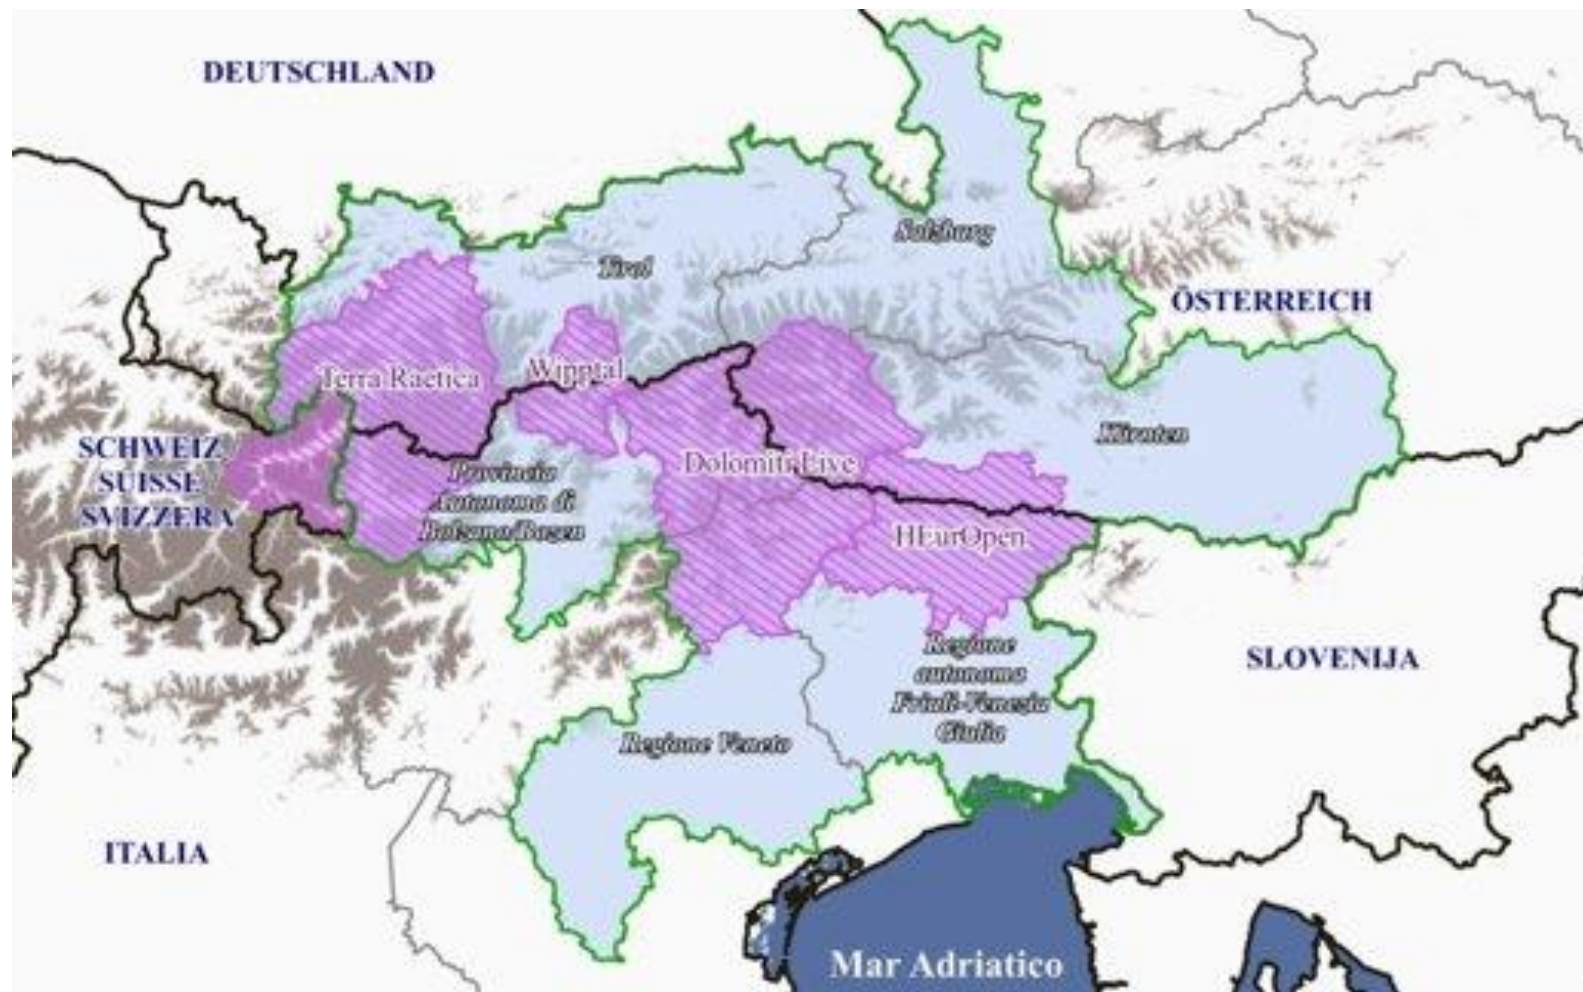 DEUTSCHLAND
Salzburg
Tirol
ÖSTERREICH
Terra Raetica
Wipptal
Kärnten
SCHWEIZ
SUISSE
SVIZZERA
Dolomiti Live
Provincia
Autonoma di
Bolzano/Bozen
HEurOpen
Regione
autonoma
Friuli-Venezia
Giulia
SLOVENIJA
Regione Veneto
ITALIA
Mar Adriatico